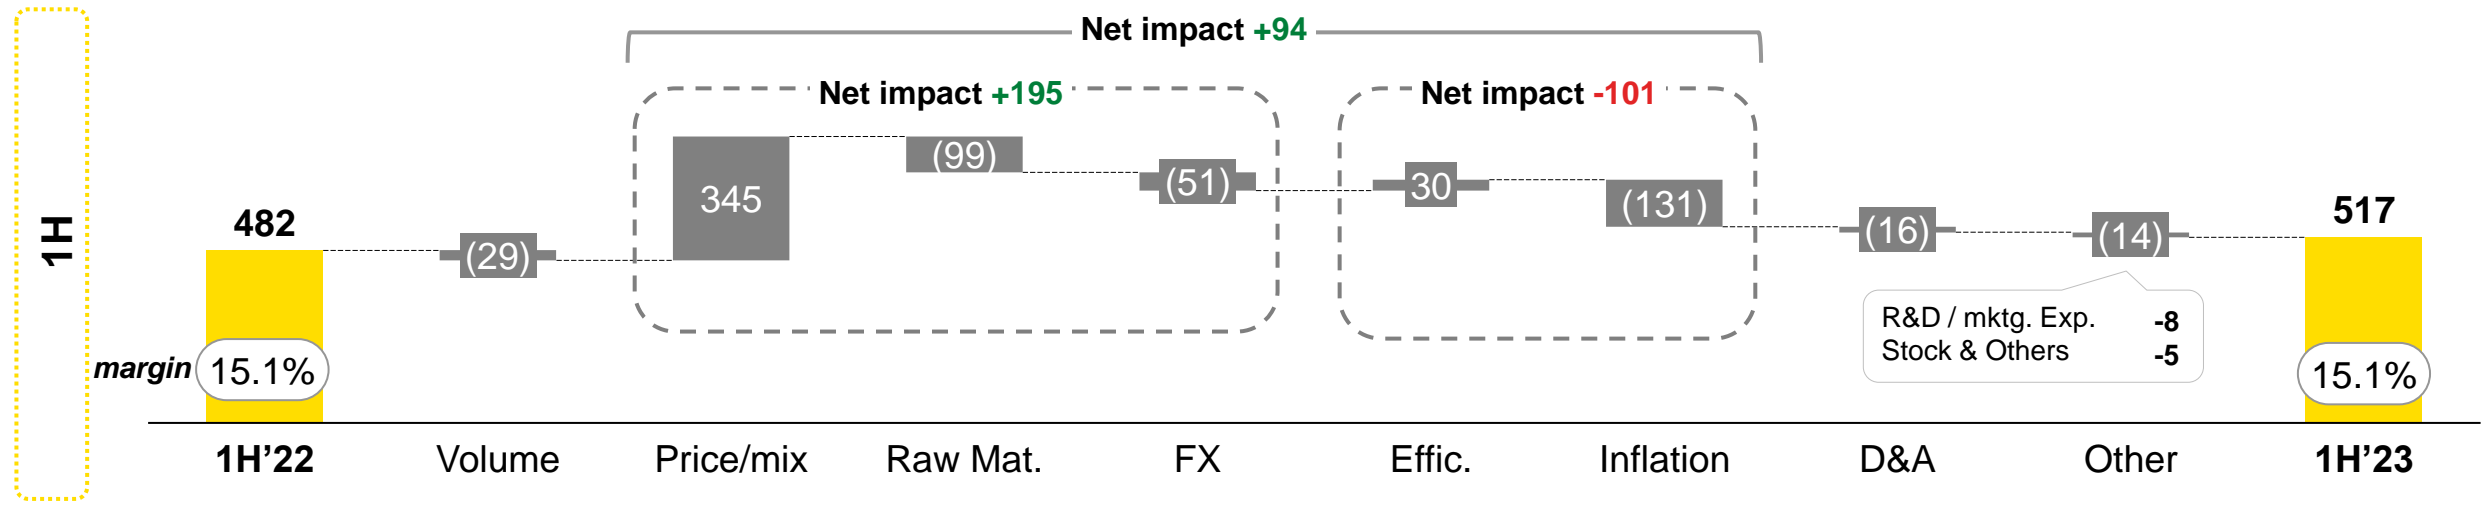 Net impact +94
Net impact +195
Net impact -101
1H
482
(29)
345
(99)
(51)
30
(131)
(16)
(14)
517
R&D / mktg. Exp. -8
Stock & Others -5
margin 15.1%
15.1%
1H’22 Volume Price/mix Raw Mat. FX Effic. Inflation D&A Other 1H’23